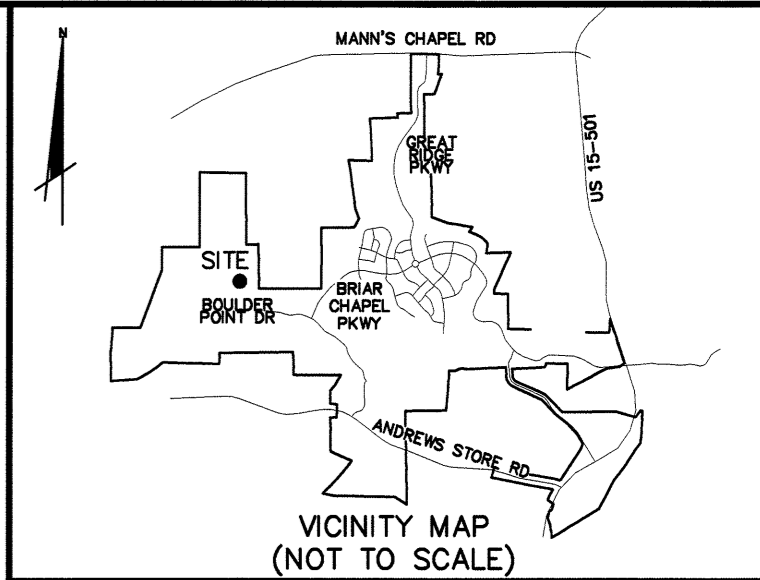 N
MANN'S CHAPEL RD
US 15-501
GREAT
RIDGE
PKWY
SITE
BOULDER
POINT DR
BRIAR
CHAPEL
PKWY
ANDREWS STORE RD
VICINITY MAP
(NOT TO SCALE)